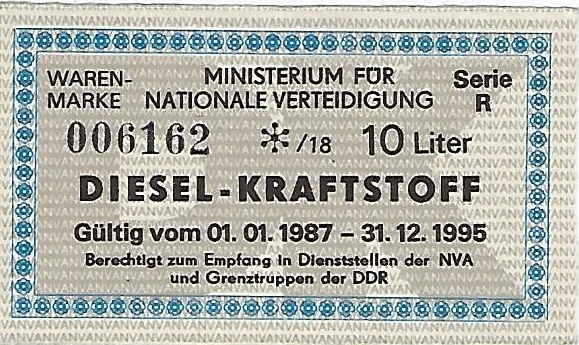 WAREN- MINISTERIUM FÜR Serie
MARKE NATIONALE VERTEIDIGUNG R
006162 * /18 10 Liter
DIESEL-KRAFTSTOFF
Gültig vom 01. 01. 1987 – 31. 12. 1995
Berechtigt zum Empfang in Dienststellen der NVA
und Grenztruppen der DDR